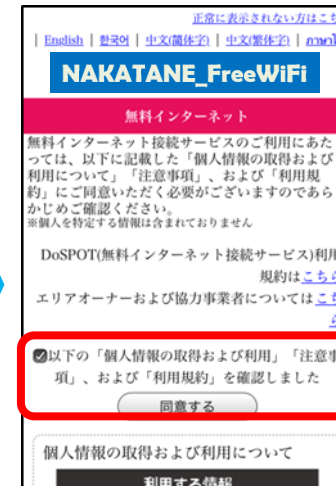 正常に表示されない方はこち
| English | 한국어 | 中文(簡体字) | 中文(繁体字) | ภาษาไ
NAKATANE_FreeWiFi
無料インターネット
無料インターネット接続サービスのご利用にあた
っては、以下に記載した「個人情報の取得および
利用について」「注意事項」、および「利用規
約」にご同意いただく必要がございますのであら
かじめご確認ください。
※個人を特定する情報は含まれておりません
DoSPOT(無料インターネット接続サービス)利用
規約はこちら
エリアオーナーおよび協力事業者についてはこち
ら
以下の「個人情報の取得および利用」「注意事
項」、および「利用規約」を確認しました
同意する
個人情報の取得および利用について
利用する情報